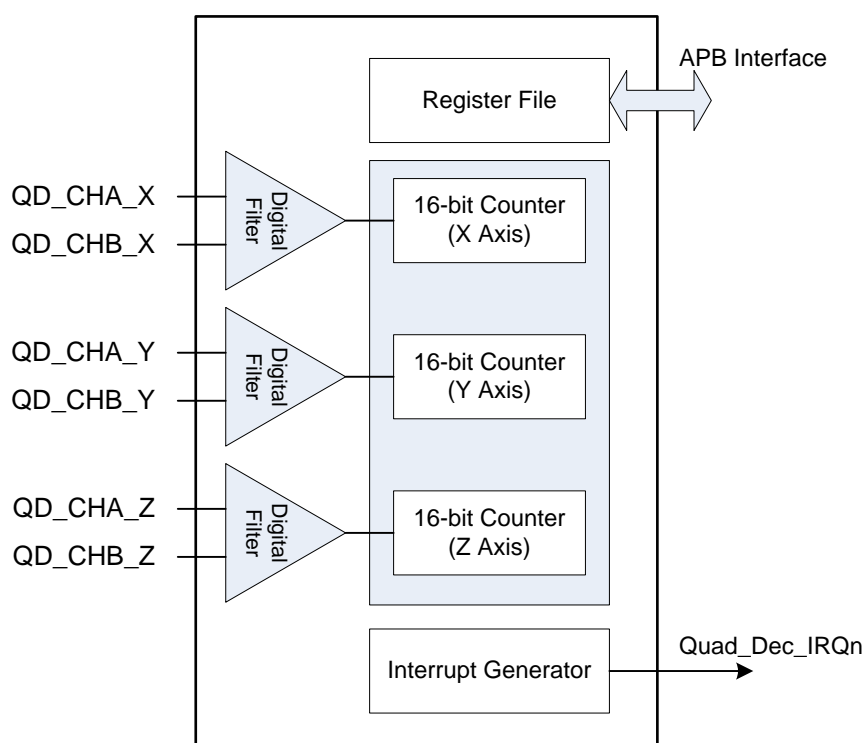 APB Interface
Register File
QD_CHA_X
QD_CHB_X
Digital
Filter
16-bit Counter
(X Axis)
QD_CHA_Y
QD_CHB_Y
Digital
Filter
16-bit Counter
(Y Axis)
QD_CHA_Z
QD_CHB_Z
Digital
Filter
16-bit Counter
(Z Axis)
Interrupt Generator
Quad_Dec_IRQn